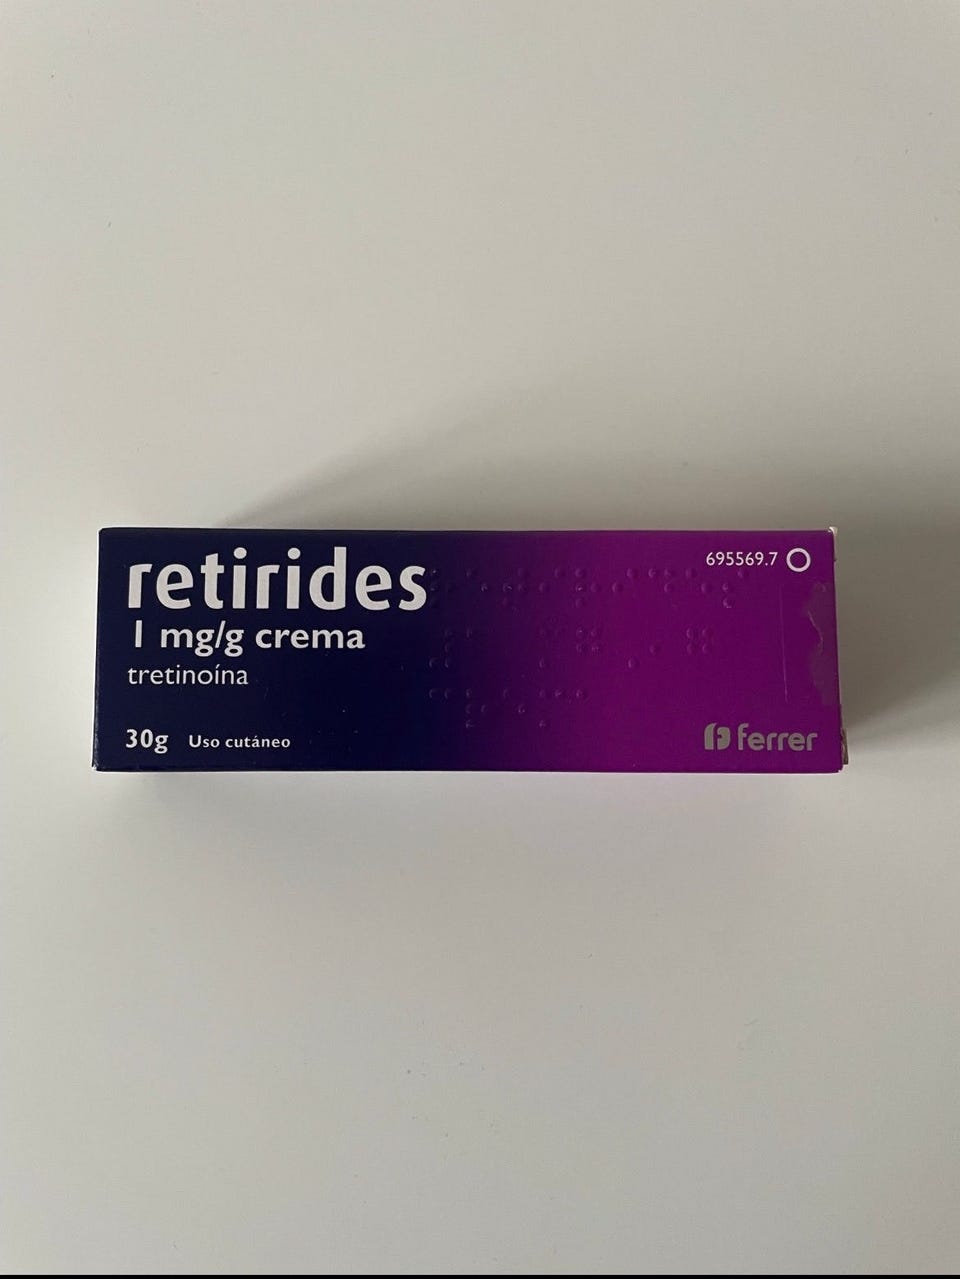 retirides
1 mg/g crema
tretinoína
30g Uso cutáneo
695569.7
ferrer